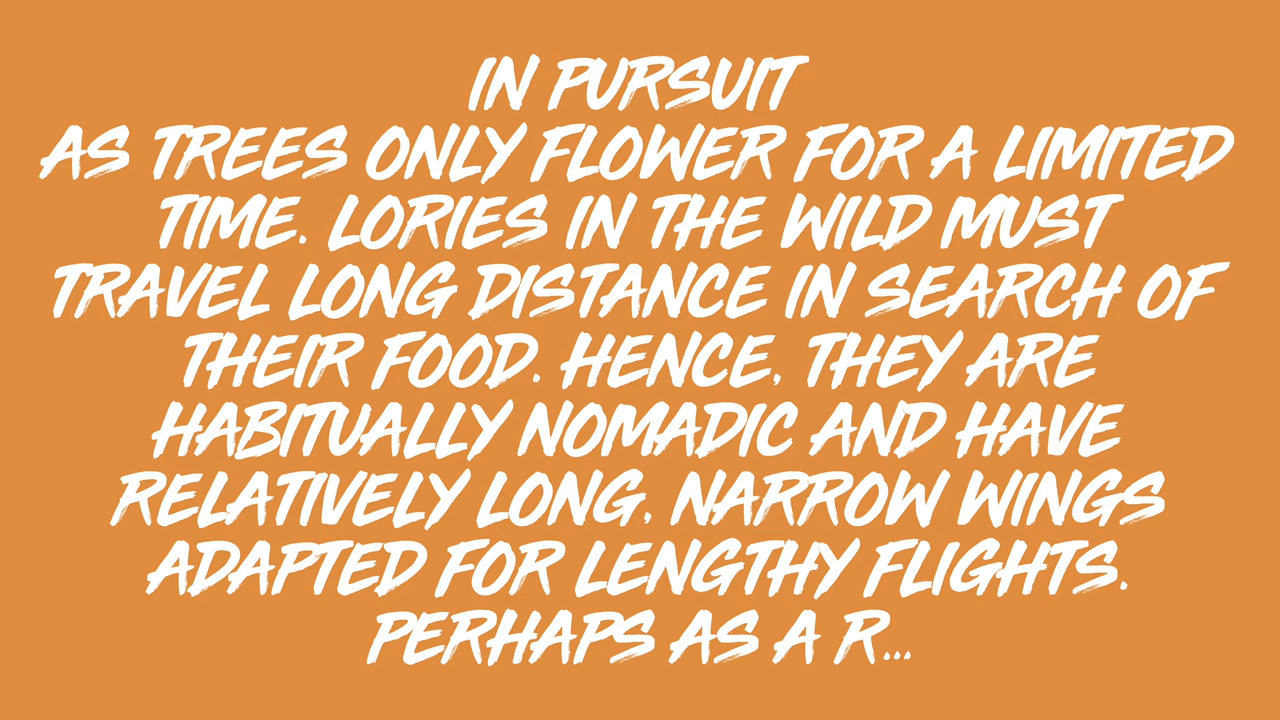 IN PURSUIT
AS TREES ONLY FLOWER FOR A LIMITED
TIME. LORIES IN THE WILD MUST
TRAVEL LONG DISTANCE IN SEARCH OF
THEIR FOOD. HENCE, THEY ARE
HABITUALLY NOMADIC AND HAVE
RELATIVELY LONG, NARROW WINGS
ADAPTED FOR LENGTHY FLIGHTS.
PERHAPS AS A R...